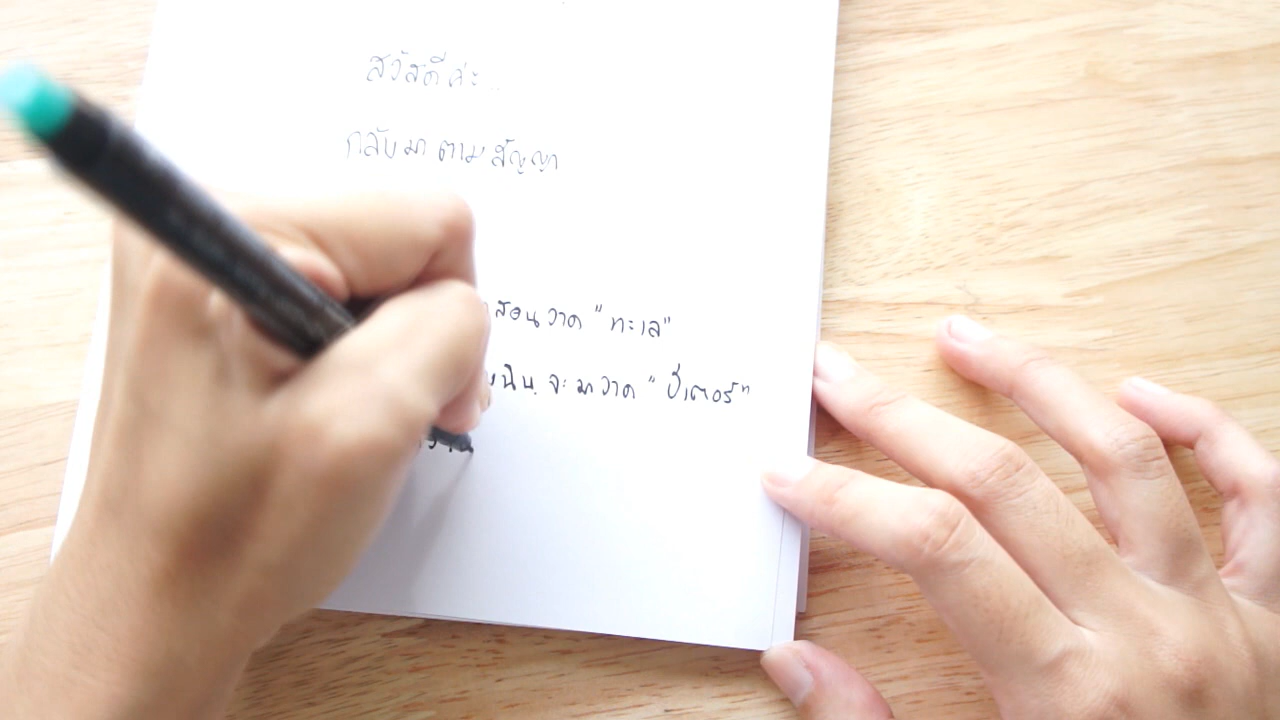 สวัสดี ค่ะ..
กลับมา ตาม สัญญา
สอน วาด " ทะเล"
จะ มา วาด " ปีเตอร์"